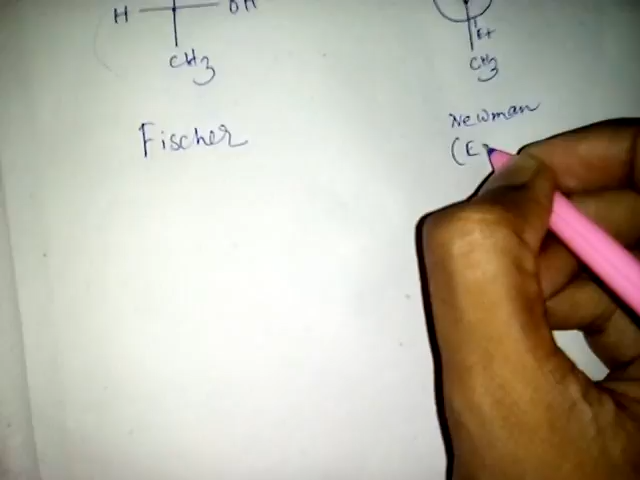 H OH
Et
CH3
CH3
Newman
Fischer
(E